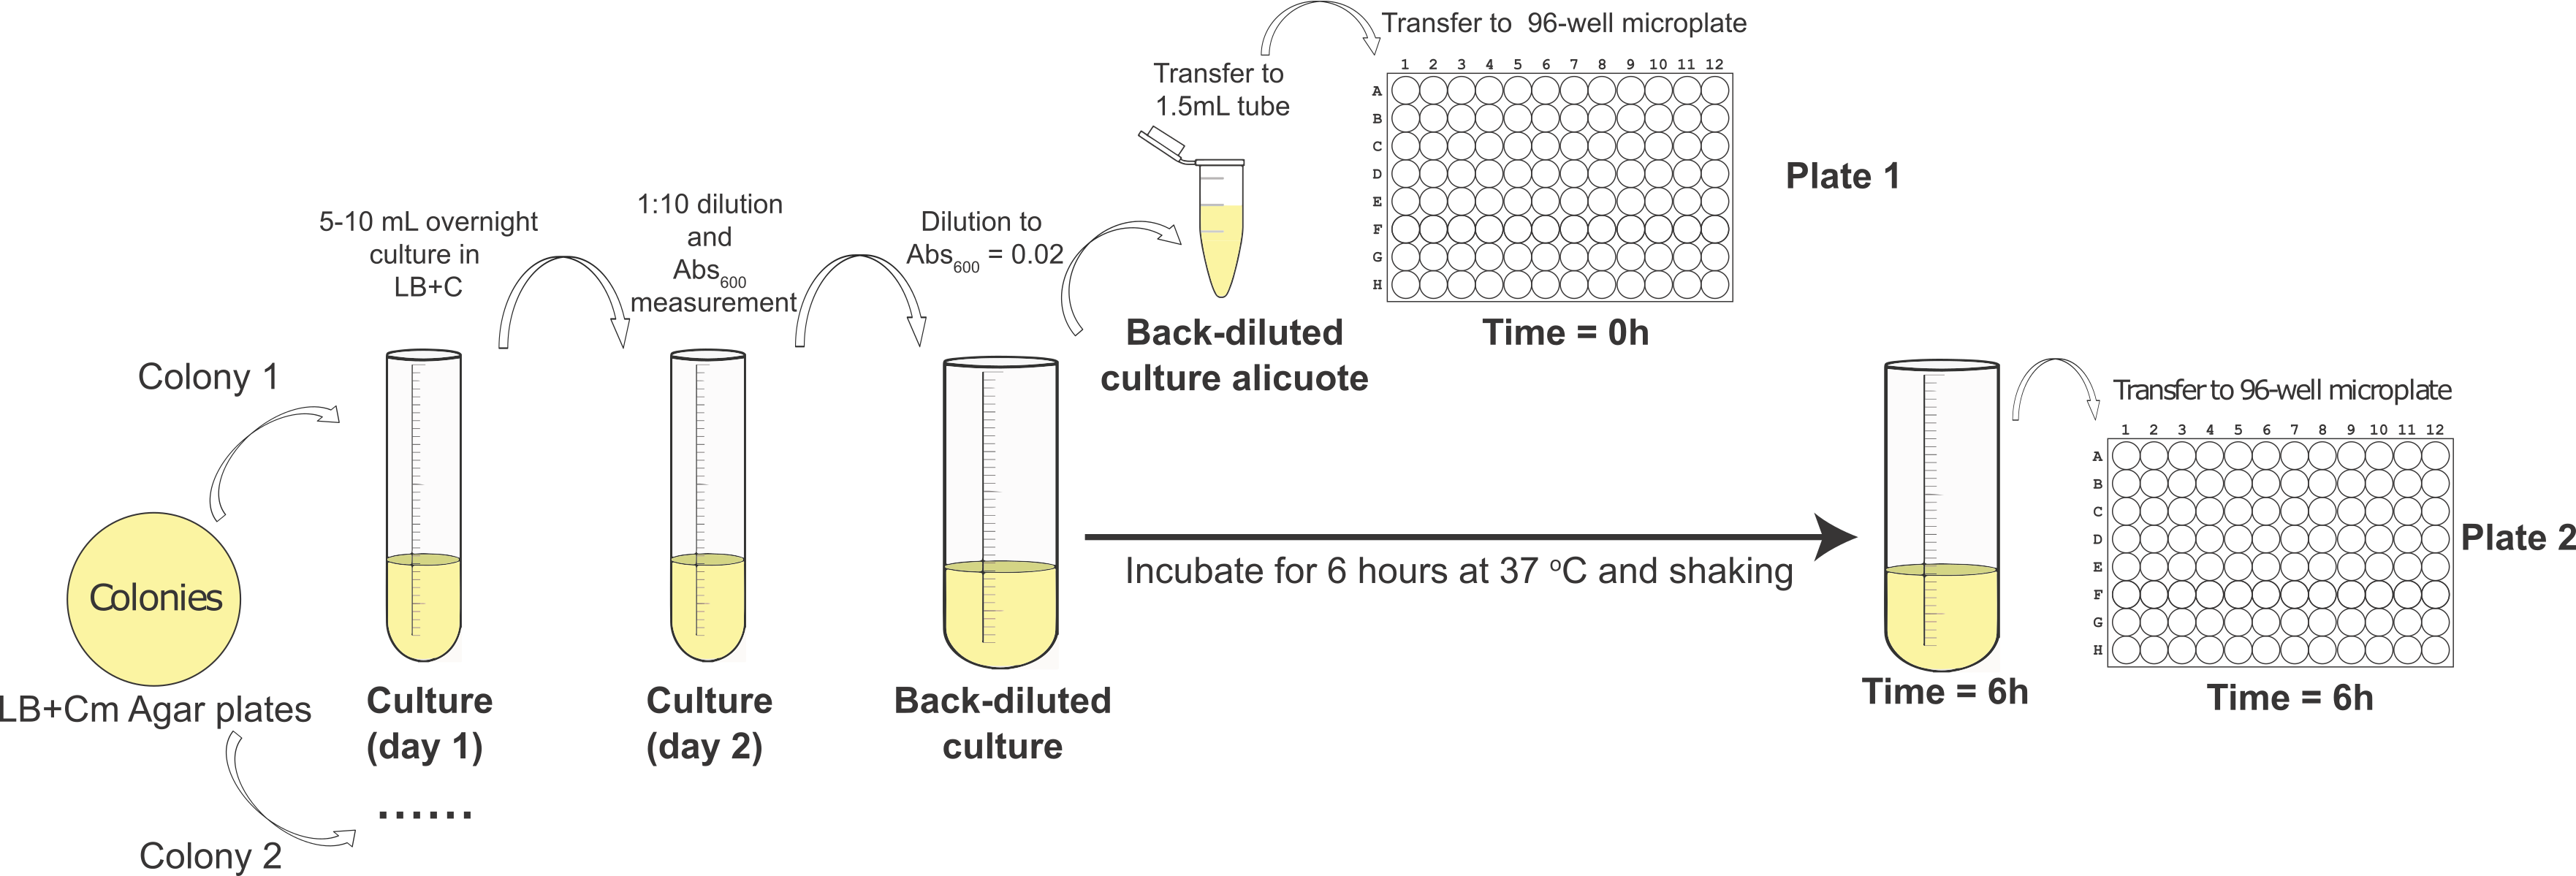 Colonies
LB+Cm Agar plates
Colony 1
Colony 2
5-10 mL overnight
culture in
LB+C
Culture
(day 1)
......
1:10 dilution
and
Abs600
measurement
Culture
(day 2)
Dilution to
Abs600 = 0.02
Back-diluted
culture
Transfer to
1.5mL tube
Back-diluted
culture alicuote
Transfer to 96-well microplate
1 2 3 4 5 6 7 8 9 10 11 12
A
B
C
D
E
F
G
H
Plate 1
Time = 0h
Incubate for 6 hours at 37 ºC and shaking
Time = 6h
Transfer to 96-well microplate
1 2 3 4 5 6 7 8 9 10 11 12
A
B
C
D
E
F
G
H
Plate 2
Time = 6h